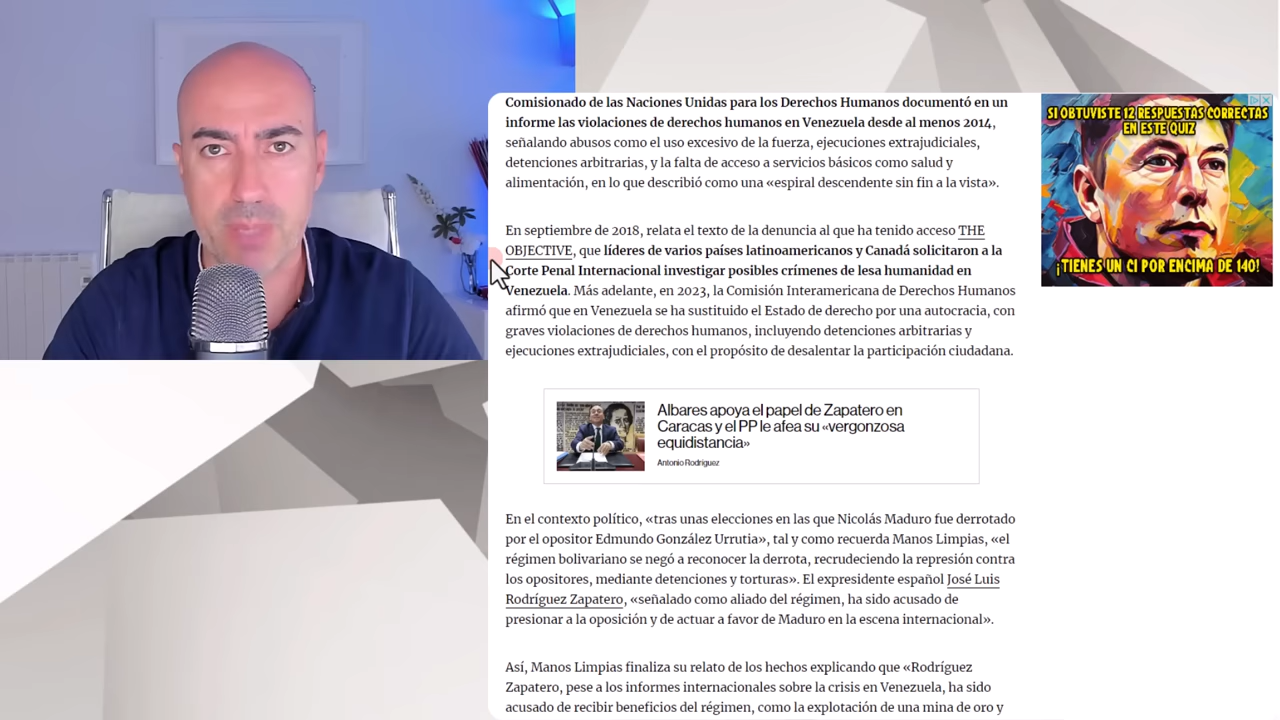 Comisionado de las Naciones Unidas para los Derechos Humanos documentó en un
informe las violaciones de derechos humanos en Venezuela desde al menos 2014,
señalando abusos como el uso excesivo de la fuerza, ejecuciones extrajudiciales,
detenciones arbitrarias, y la falta de acceso a servicios básicos como salud y
alimentación, en lo que describió como una «espiral descendente sin fin a la vista».
En septiembre de 2018, relata el texto de la denuncia al que ha tenido acceso THE
OBJECTIVE, que líderes de varios países latinoamericanos y Canadá solicitaron a la
Corte Penal Internacional investigar posibles crímenes de lesa humanidad en
Venezuela. Más adelante, en 2023, la Comisión Interamericana de Derechos Humanos
afirmó que en Venezuela se ha sustituido el Estado de derecho por una autocracia, con
graves violaciones de derechos humanos, incluyendo detenciones arbitrarias y
ejecuciones extrajudiciales, con el propósito de desalentar la participación ciudadana.
Albares apoya el papel de Zapatero en
Caracas y el PP le afea su «vergonzosa
equidistancia»
Antonio Rodríguez
En el contexto político, «tras unas elecciones en las que Nicolás Maduro fue derrotado
por el opositor Edmundo González Urrutia», tal y como recuerda Manos Limpias, «el
régimen bolivariano se negó a reconocer la derrota, recrudeciendo la represión contra
los opositores, mediante detenciones y torturas». El expresidente español José Luis
Rodríguez Zapatero, «señalado como aliado del régimen, ha sido acusado de
presionar a la oposición y de actuar a favor de Maduro en la escena internacional».
Así, Manos Limpias finaliza su relato de los hechos explicando que «Rodríguez
Zapatero, pese a los informes internacionales sobre la crisis en Venezuela, ha sido
acusado de recibir beneficios del régimen, como la explotación de una mina de oro y
SI OBTUVISTE 12 RESPUESTAS CORRECTAS
EN ESTE QUIZ
¡TIENES UN CI POR ENCIMA DE 140!